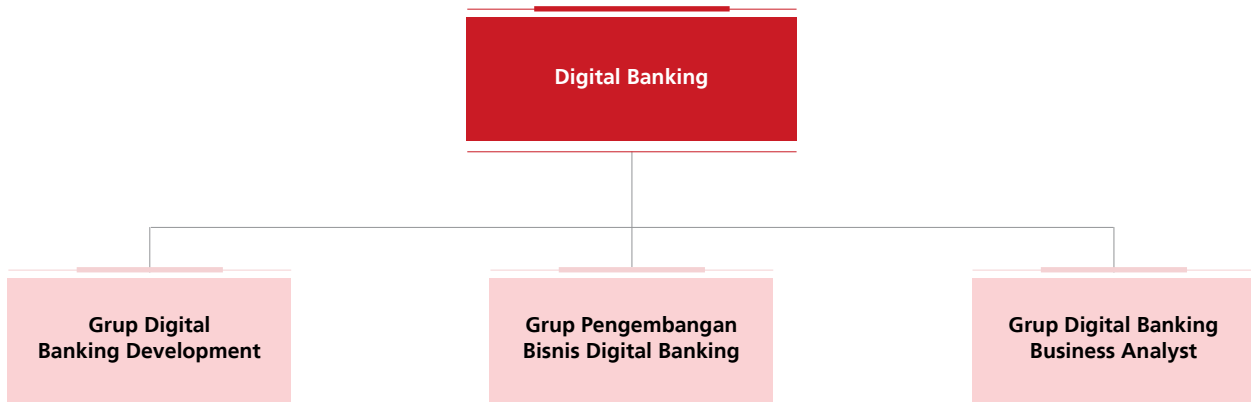 Digital Banking
Grup Digital
Banking Development
Grup Pengembangan
Bisnis Digital Banking
Grup Digital Banking
Business Analyst